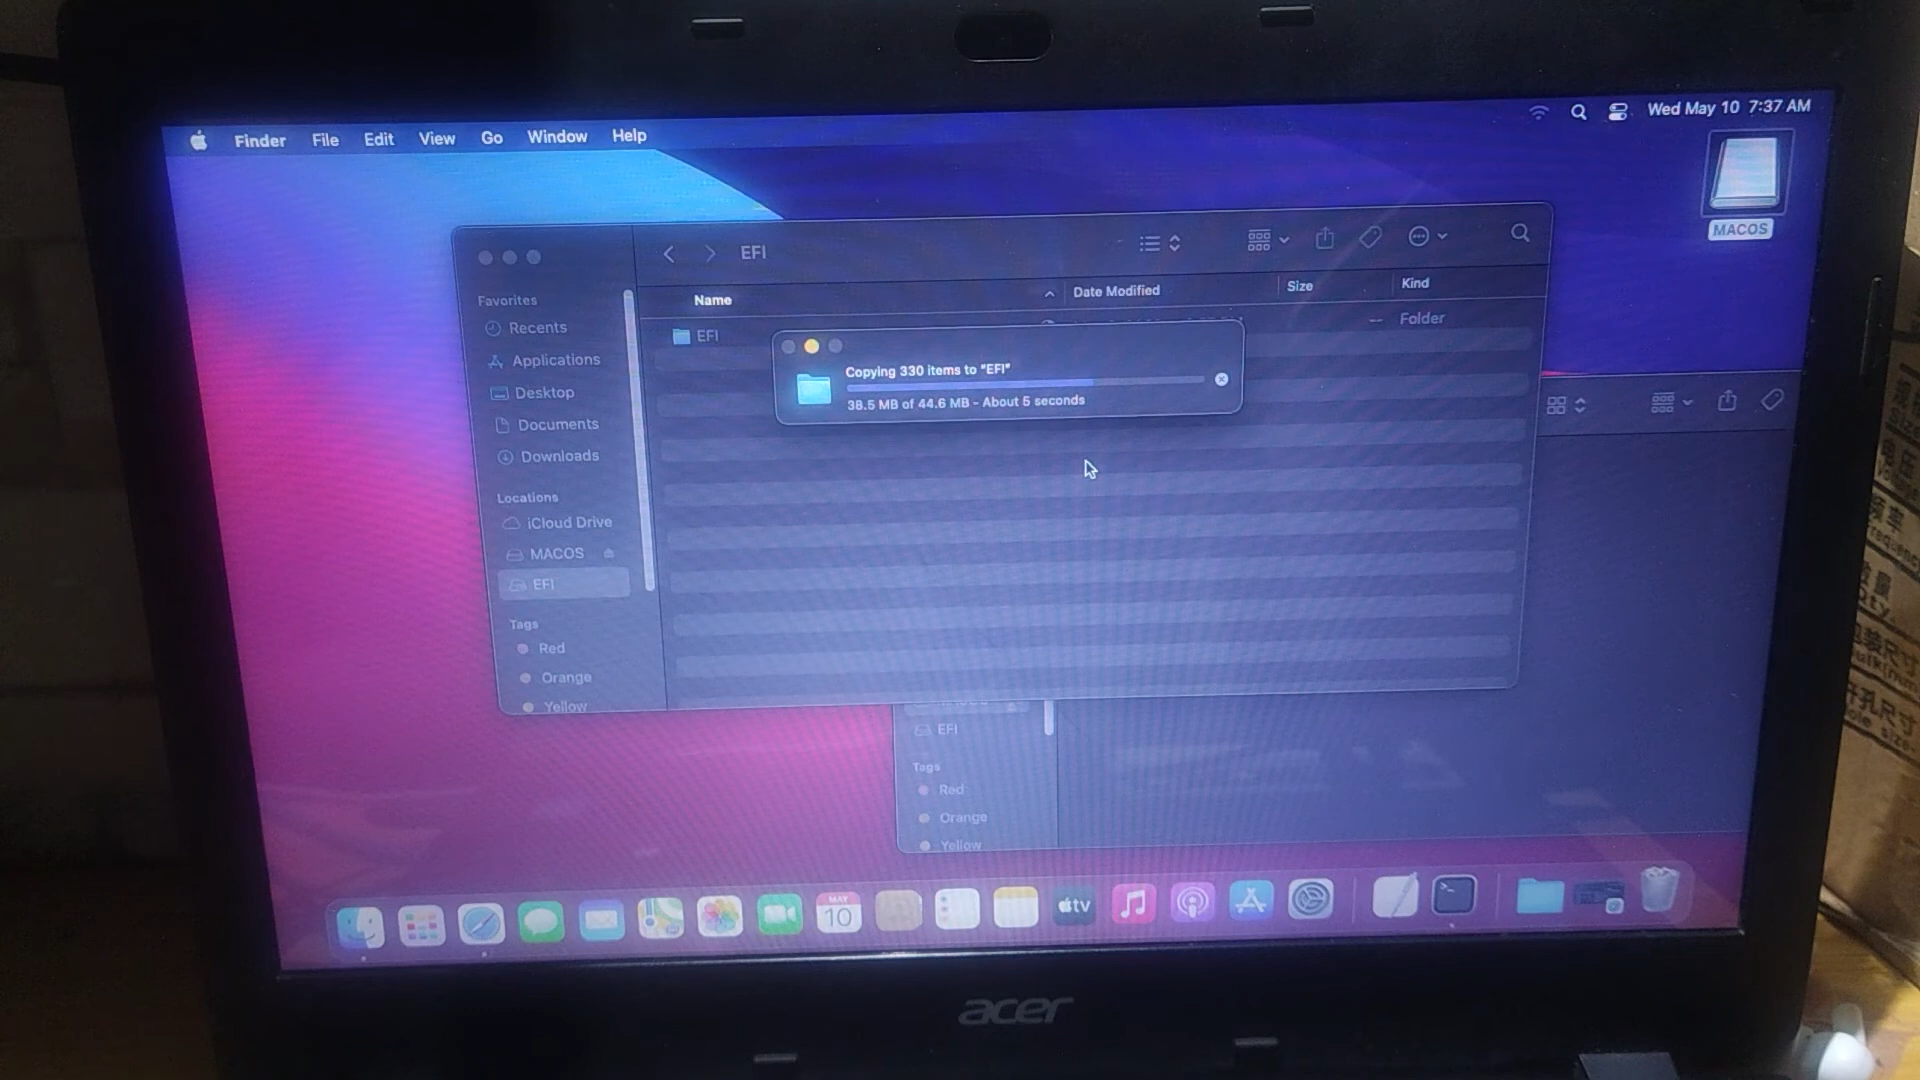 Finder File Edit View Go Window Help
Wed May 10 7:37 AM
MACOS
EFI
Favorites
Recents
Applications
Desktop
Documents
Downloads
Locations
iCloud Drive
MACOS
EFI
Tags
Red
Orange
Yellow
Name Date Modified Size Kind
EFI -- Folder
Copying 330 items to "EFI"
38.5 MB of 44.6 MB - About 5 seconds
EFI
Tags
Red
Orange
Yellow
MAY
10
tv
acer